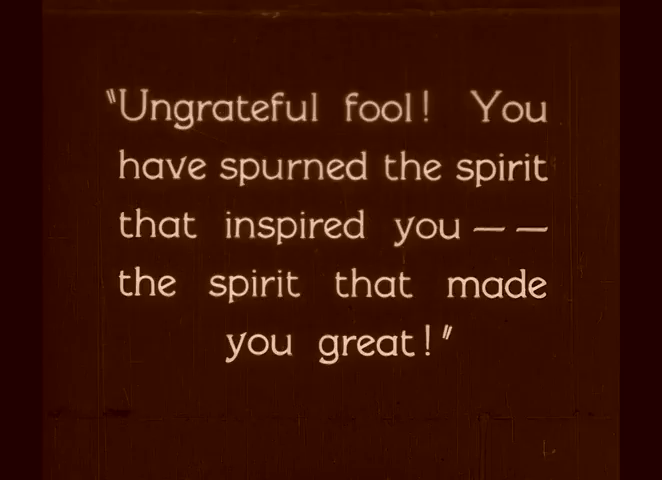 "Ungrateful fool! You
have spurned the spirit
that inspired you — —
the spirit that made
you great!"